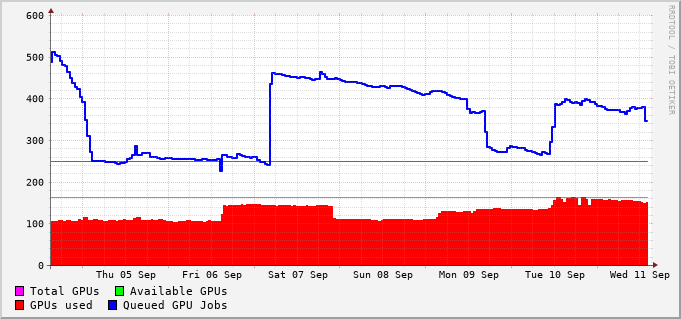 600
500
400
300
200
100
0
Thu 05 Sep Fri 06 Sep Sat 07 Sep Sun 08 Sep Mon 09 Sep Tue 10 Sep Wed 11 Sep
Total GPUs Available GPUs
GPUs used Queued GPU Jobs
RRDTOOL / TOBI OETIKER